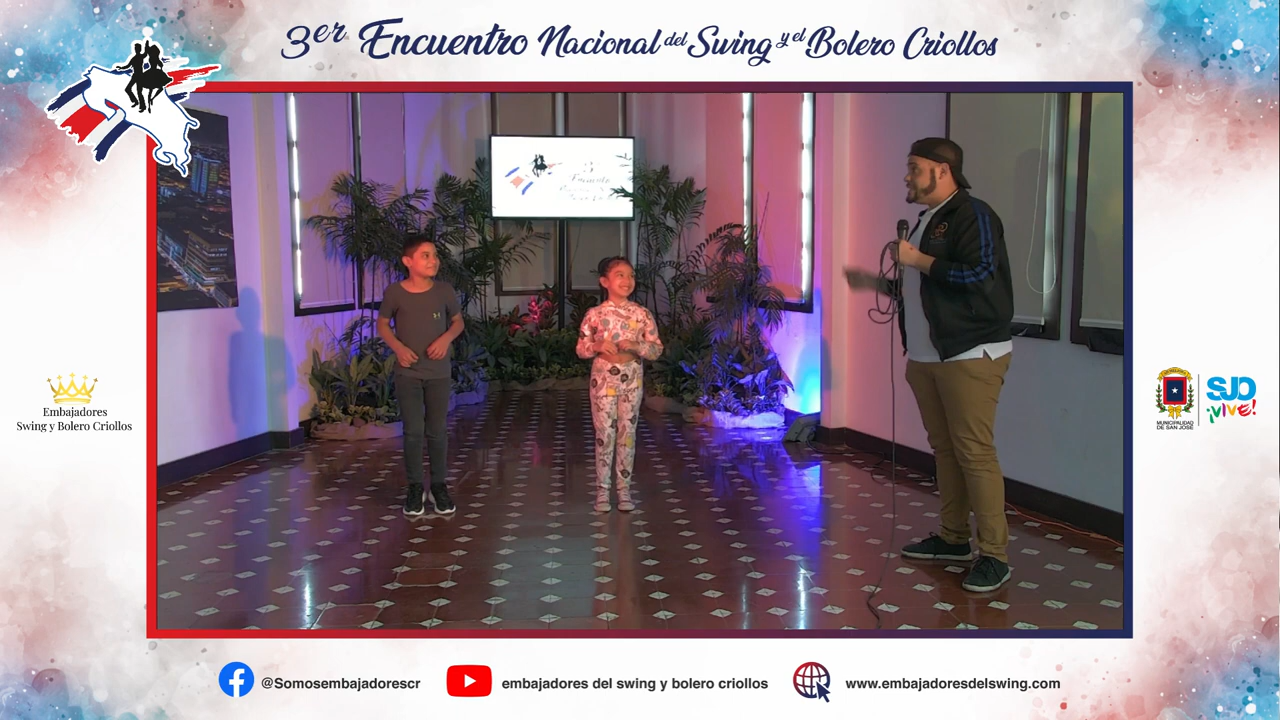 3er Encuentro Nacional del Swing y el Bolero Criollos
Embajadores
Swing y Bolero Criollos
SJO
¡VIVE!
MUNICIPALIDAD
DE SAN JOSÉ
@Somosembajadorescr
embajadores del swing y bolero criollos
www.embajadoresdelswing.com